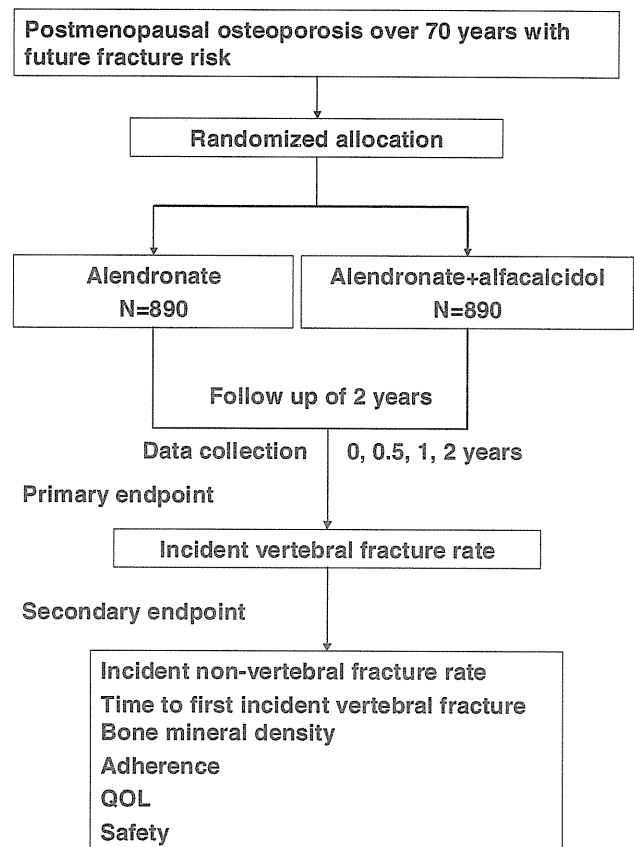 Postmenopausal osteoporosis over 70 years with
future fracture risk
Randomized allocation
Alendronate
N=890
Alendronate+alfacalcidol
N=890
Follow up of 2 years
Data collection 0, 0.5, 1, 2 years
Primary endpoint
Incident vertebral fracture rate
Secondary endpoint
Incident non-vertebral fracture rate
Time to first incident vertebral fracture
Bone mineral density
Adherence
QOL
Safety